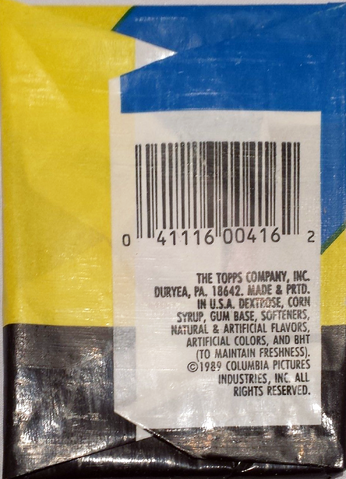 0 41116 00416 2
THE TOPPS COMPANY, INC.
DURYEA, PA. 18642. MADE & PRTD.
IN U.S.A. DEXTROSE, CORN
SYRUP, GUM BASE, SOFTENERS,
NATURAL & ARTIFICIAL FLAVORS,
ARTIFICIAL COLORS, AND BHT
(TO MAINTAIN FRESHNESS).
©1989 COLUMBIA PICTURES
INDUSTRIES, INC. ALL
RIGHTS RESERVED.